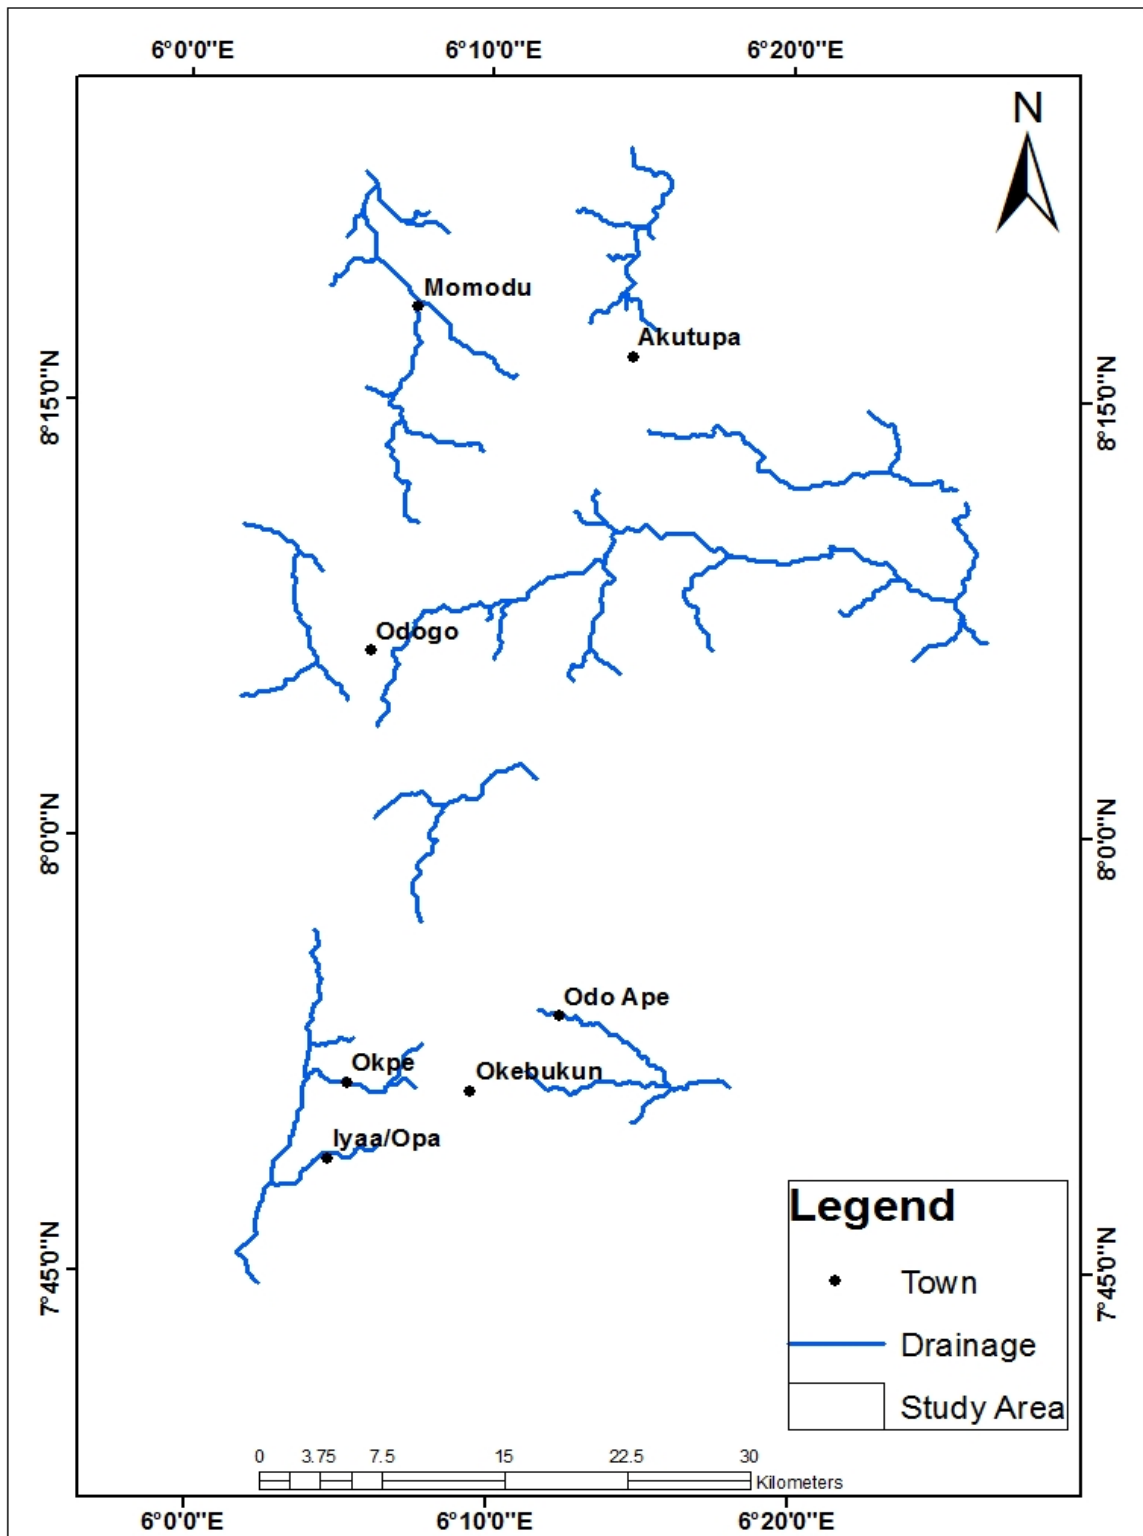 6°0'0"E 6°10'0"E 6°20'0"E
N
Momodu
Akutupa
8°15'0"N 8°15'0"N
Odogo
8°0'0"N 8°0'0"N
Odo Ape
Okpe
Okebukun
Iyaa/Opa
Legend
7°45'0"N 7°45'0"N
Town
Drainage
Study Area
0 3.75 7.5 15 22.5 30
Kilometers
6°0'0"E 6°10'0"E 6°20'0"E